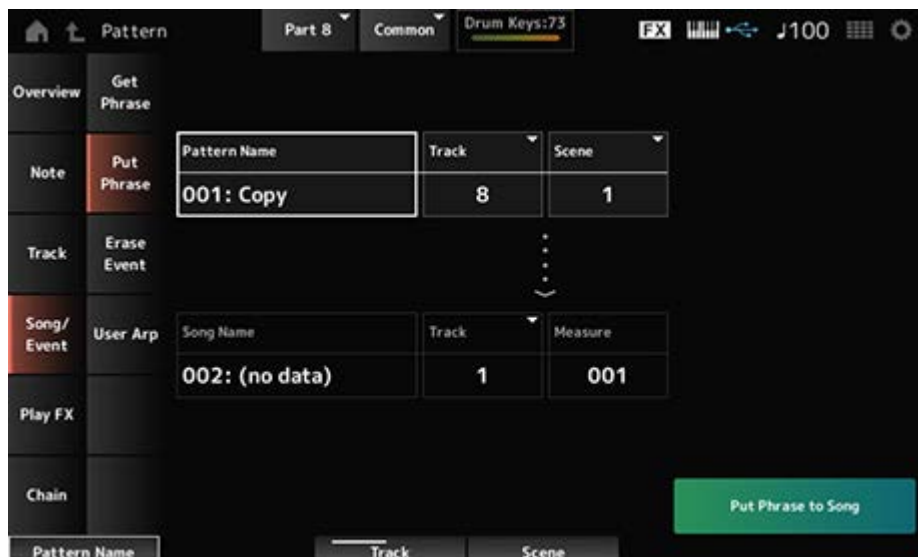 Pattern
Part 8
Common
Drum Keys:73
FX
♩100
Overview
Get
Phrase
Note
Put
Phrase
Track
Erase
Event
Song/
Event
User Arp
Play FX
Chain
Pattern Name
Track
Scene
001: Copy
8
1
Song Name
Track
Measure
002: (no data)
1
001
Put Phrase to Song
Pattern Name
Track
Scene